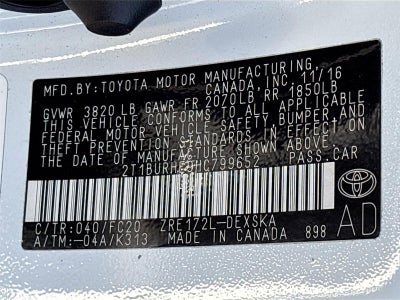 MFD. BY: TOYOTA MOTOR MANUFACTURING
CANADA, INC. 11/16
GVWR 3820 LB GAWR FR 2070LB RR 1850LB
THIS VEHICLE CONFORMS TO ALL APPLICABLE
FEDERAL MOTOR VEHICLE SAFETY AND
THEFT PREVENTION STANDARDS IN EFFECT ON
THE DATE OF MANUFACTURE SHOWN ABOVE.
PASS.CAR
C/TR:040/FC20 ZRE172L-DEXSKA
A/TM:-04A/K313 MADE IN CANADA 898
AD
TOYOTA